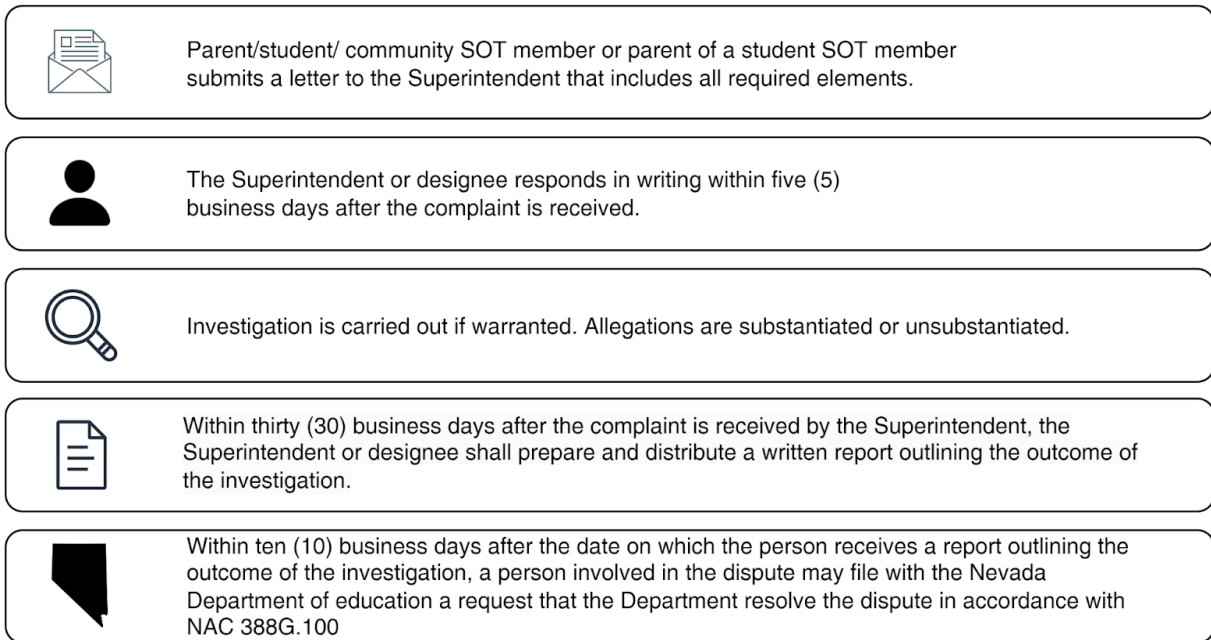 Parent/student/ community SOT member or parent of a student SOT member
submits a letter to the Superintendent that includes all required elements.
The Superintendent or designee responds in writing within five (5)
business days after the complaint is received.
Investigation is carried out if warranted. Allegations are substantiated or unsubstantiated.
Within thirty (30) business days after the complaint is received by the Superintendent, the
Superintendent or designee shall prepare and distribute a written report outlining the outcome of
the investigation.
Within ten (10) business days after the date on which the person receives a report outlining the
outcome of the investigation, a person involved in the dispute may file with the Nevada
Department of education a request that the Department resolve the dispute in accordance with
NAC 388G.100